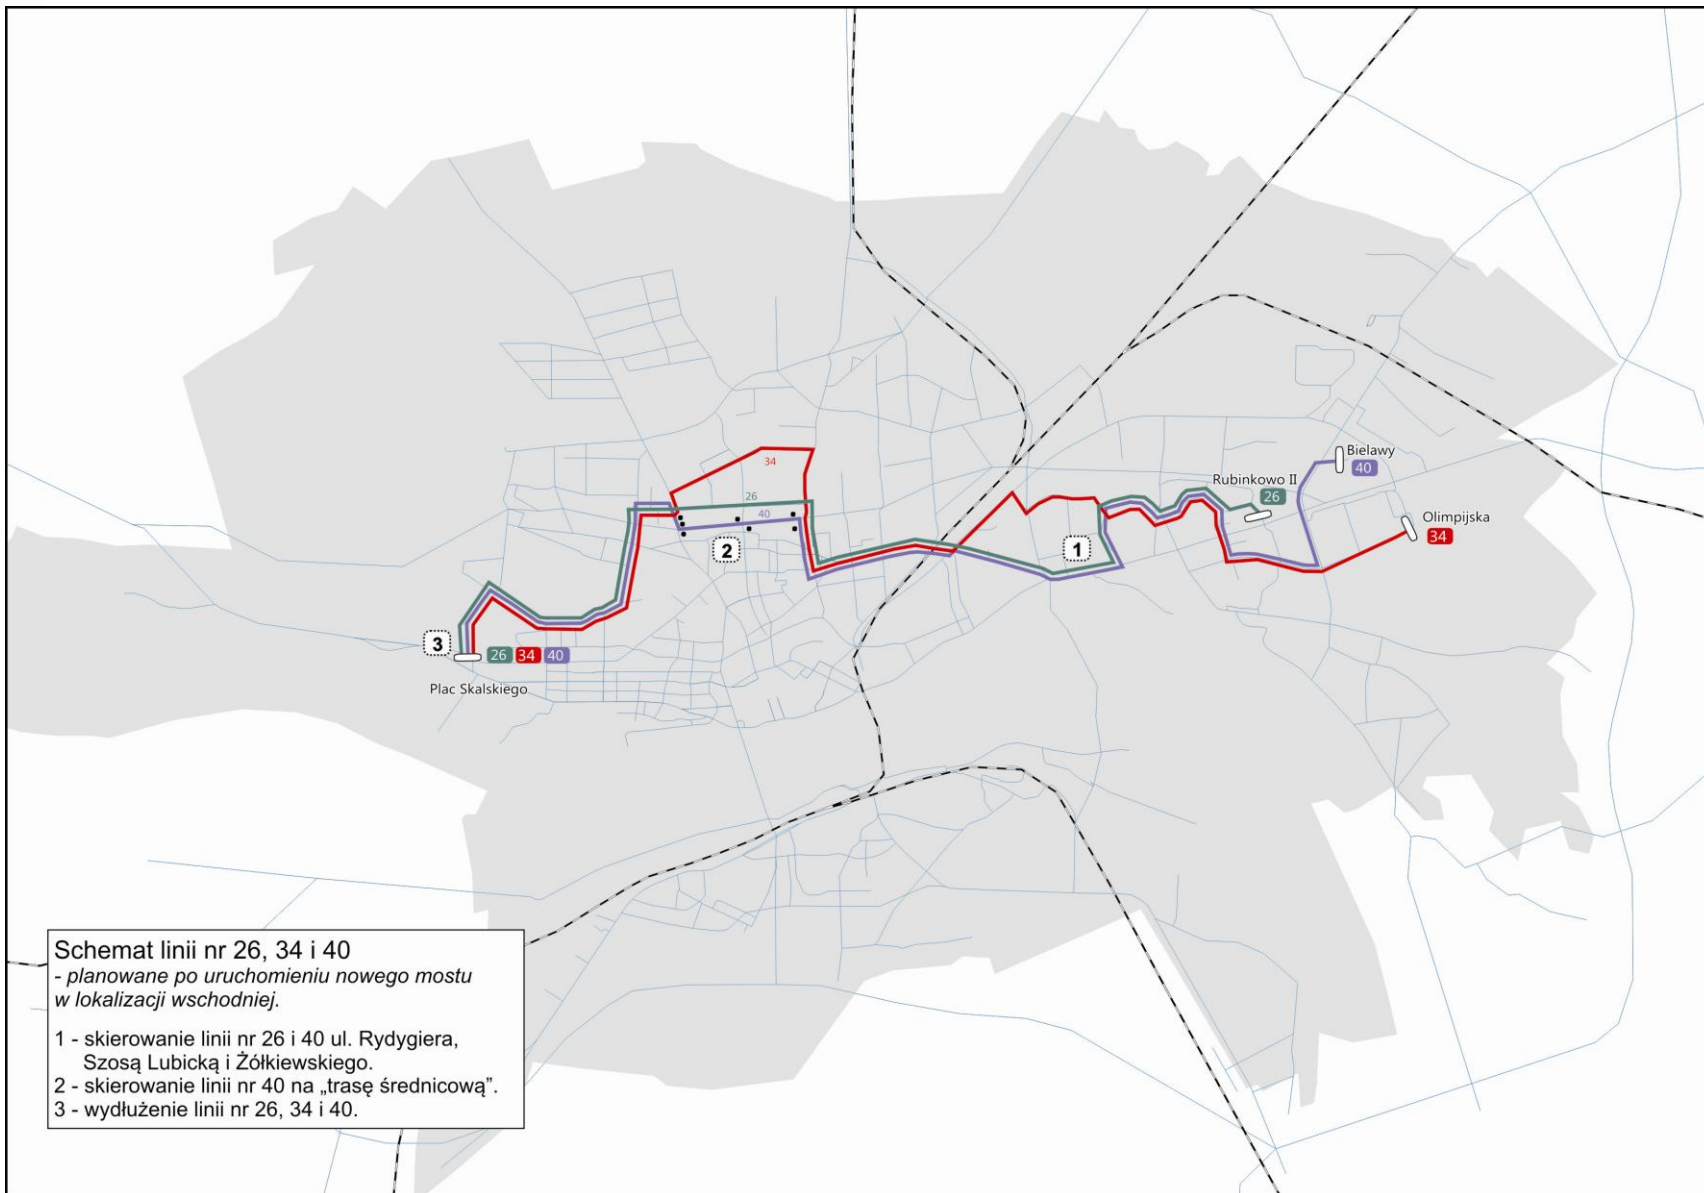 34
26
40
2
1
3
26 34 40
Plac Skalskiego
Bielawy
40
Rubinkowo II
26
Olimpijska
34
Schemat linii nr 26, 34 i 40
- planowane po uruchomieniu nowego mostu
w lokalizacji wschodniej.
1 - skierowanie linii nr 26 i 40 ul. Rydygiera,
Szosą Lubicką i Żółkiewskiego.
2 - skierowanie linii nr 40 na „trasę średnicową”.
3 - wydłużenie linii nr 26, 34 i 40.